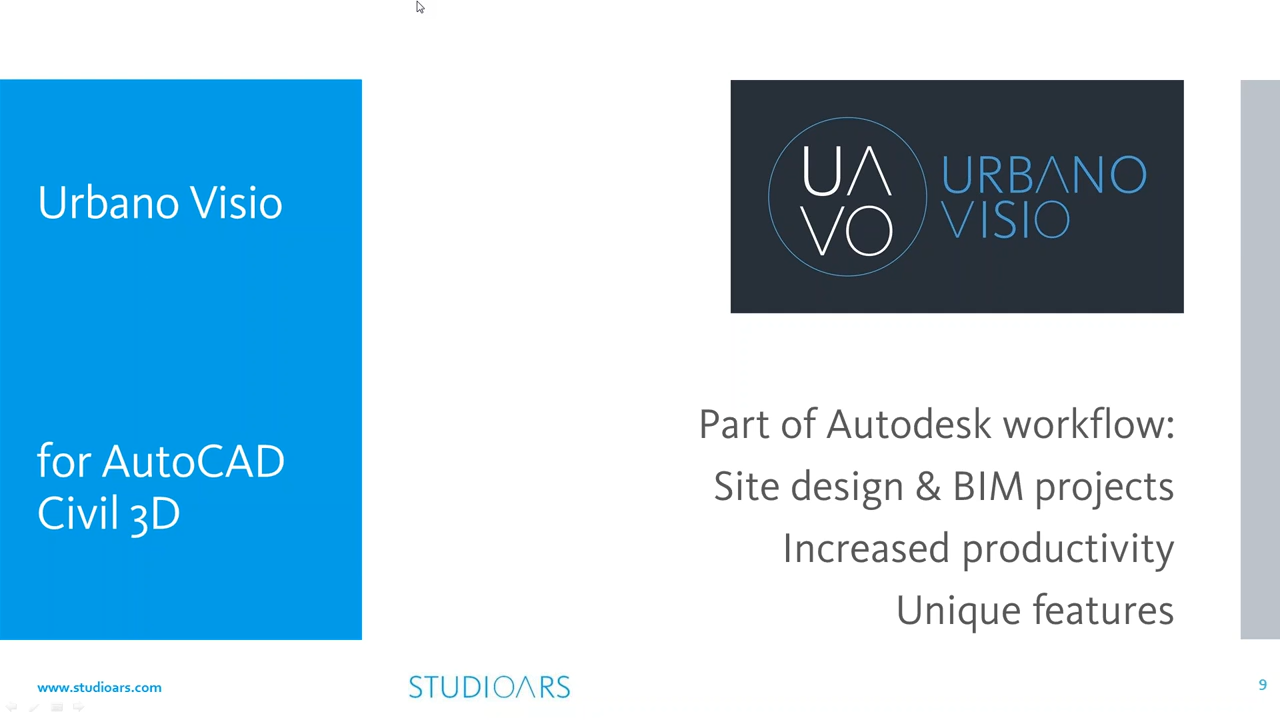 Urbano Visio
for AutoCAD
Civil 3D
UA
VO
URBANO
VISIO
Part of Autodesk workflow:
Site design & BIM projects
Increased productivity
Unique features
www.studioars.com
STUDIOARS
9